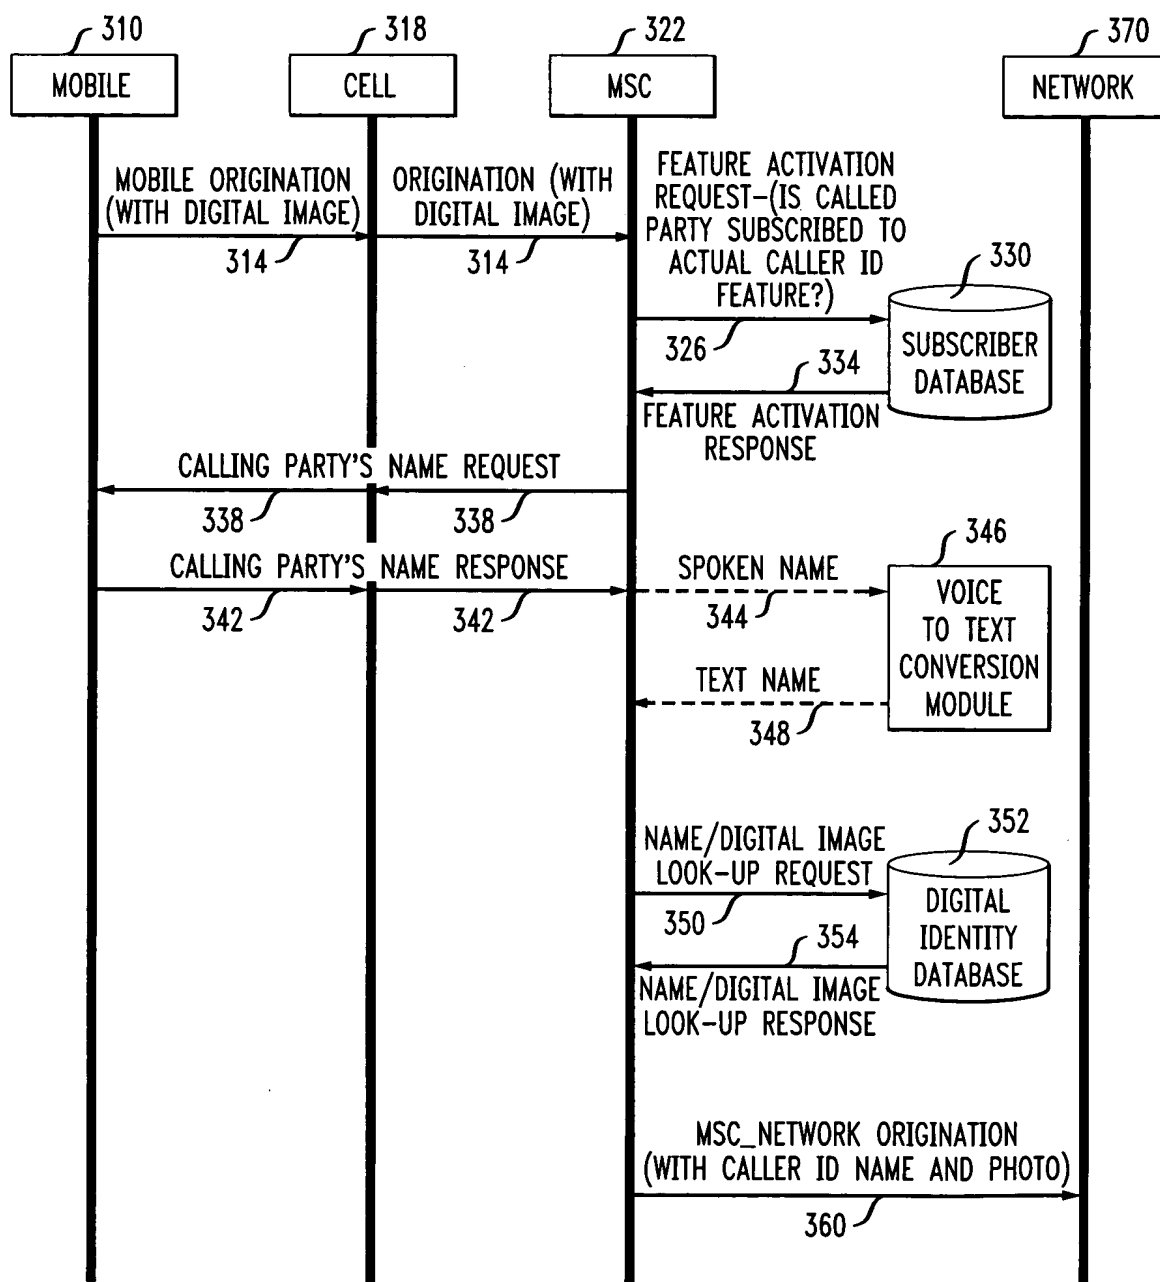 310
318
322
370
MOBILE
CELL
MSC
NETWORK
MOBILE ORIGINATION
(WITH DIGITAL IMAGE)
314
ORIGINATION (WITH
DIGITAL IMAGE)
314
FEATURE ACTIVATION
REQUEST-(IS CALLED
PARTY SUBSCRIBED TO
ACTUAL CALLER ID
FEATURE?)
326
330
SUBSCRIBER
DATABASE
334
FEATURE ACTIVATION
RESPONSE
CALLING PARTY'S NAME REQUEST
338
338
CALLING PARTY'S NAME RESPONSE
342
342
SPOKEN NAME
344
346
VOICE
TO TEXT
CONVERSION
MODULE
TEXT NAME
348
NAME/DIGITAL IMAGE
LOOK-UP REQUEST
350
352
DIGITAL
IDENTITY
DATABASE
354
NAME/DIGITAL IMAGE
LOOK-UP RESPONSE
MSC_NETWORK ORIGINATION
(WITH CALLER ID NAME AND PHOTO)
360